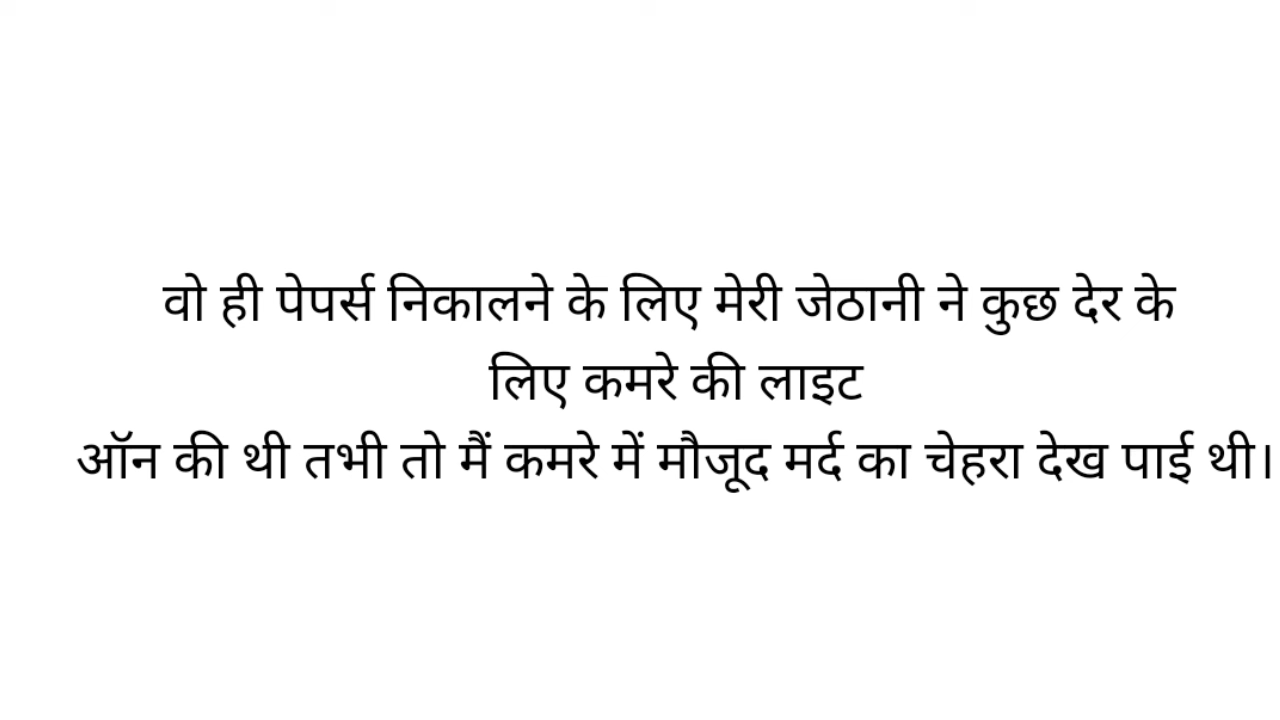 वो ही पेपर्स निकालने के लिए मेरी जेठानी ने कुछ देर के
लिए कमरे की लाइट
ऑन की थी तभी तो मैं कमरे में मौजूद मर्द का चेहरा देख पाई थी।